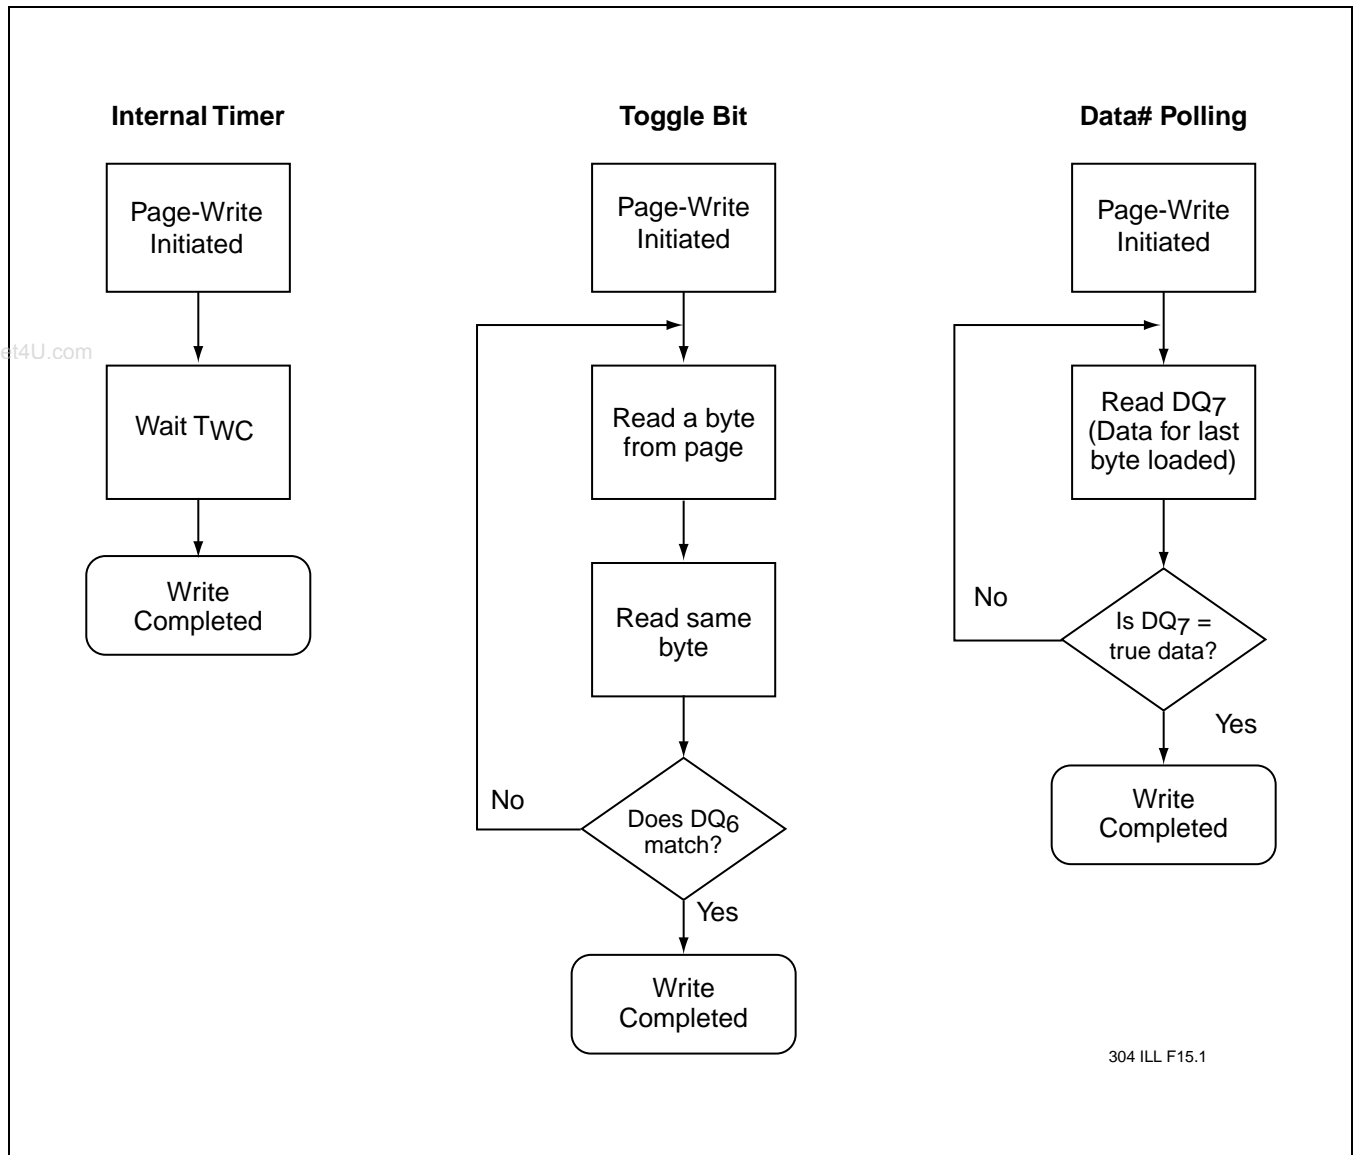 Internal Timer
Page-Write
Initiated
Wait TWC
Write
Completed
Toggle Bit
Page-Write
Initiated
Read a byte
from page
Read same
byte
No
Does DQ6
match?
Yes
Write
Completed
Data# Polling
Page-Write
Initiated
Read DQ7
(Data for last
byte loaded)
No
Is DQ7 =
true data?
Yes
Write
Completed
304 ILL F15.1
et4U.com